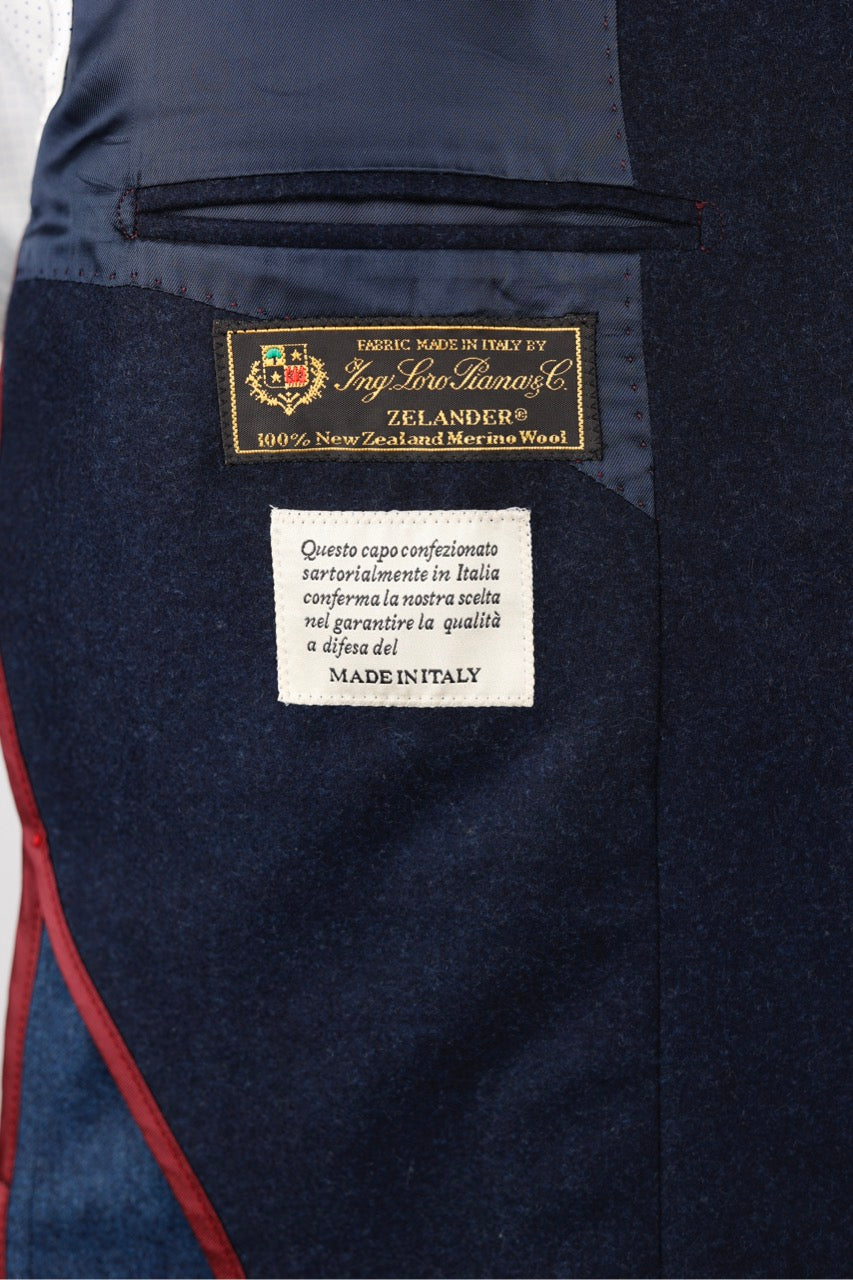 FABRIC MADE IN ITALY BY
Ing. Loro Piana & C.
ZELANDER®
100% New Zealand Merino Wool
Questo capo confezionato
sartorialmente in Italia
conferma la nostra scelta
nel garantire la qualità
a difesa del
MADE IN ITALY